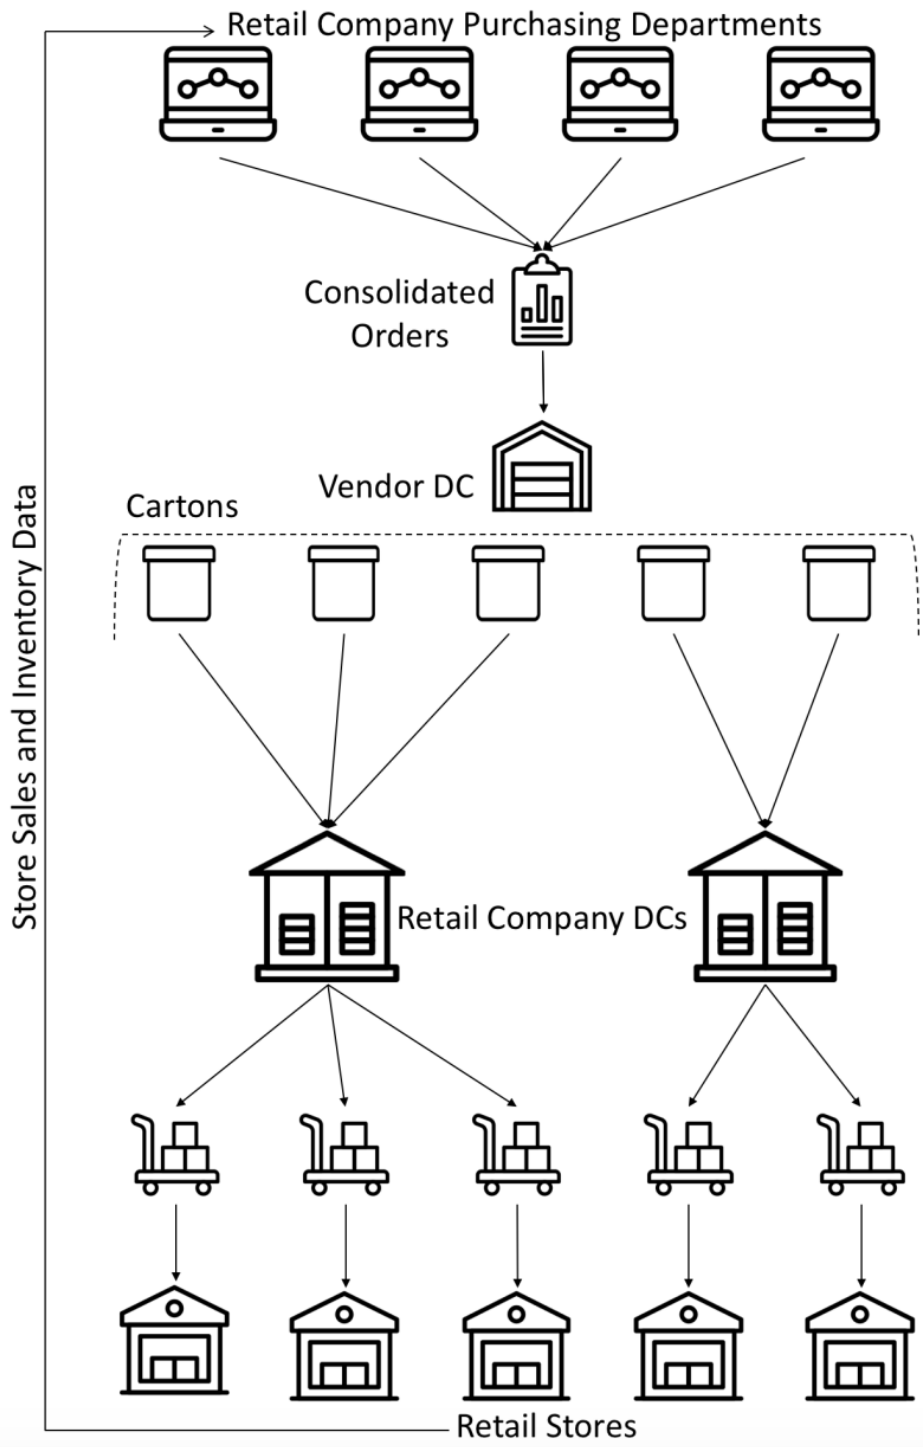 Retail Company Purchasing Departments
Consolidated
Orders
Vendor DC
Cartons
Store Sales and Inventory Data
Retail Company DCs
Retail Stores